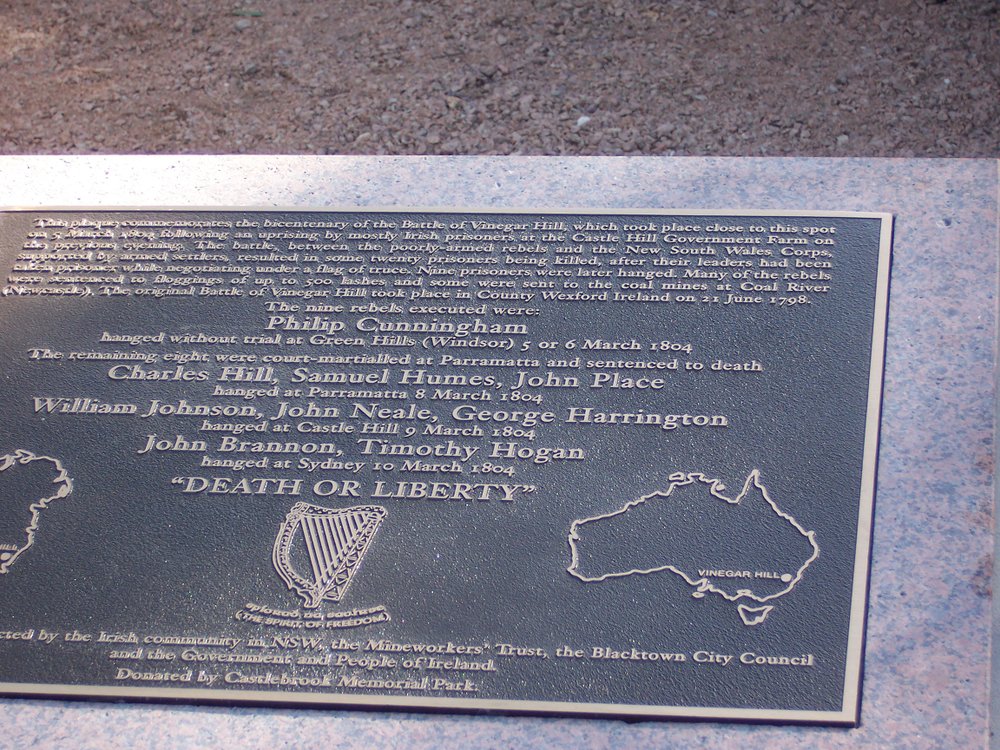 This plaque commemorates the bicentenary of the Battle of Vinegar Hill, which took place close to this spot
on 5 March 1804 following an uprising by mostly Irish prisoners at the Castle Hill Government Farm on
the previous evening. The battle, between the poorly armed rebels and the New South Wales Corps,
supported by armed settlers, resulted in some twenty prisoners being killed, after their leaders had been
taken prisoner while negotiating under a flag of truce. Nine prisoners were later hanged. Many of the rebels
were sentenced to floggings of up to 500 lashes and some were sent to the coal mines at Coal River
(Newcastle). The original Battle of Vinegar Hill took place in County Wexford Ireland on 21 June 1798.
The nine rebels executed were:
Philip Cunningham
hanged without trial at Green Hills (Windsor) 5 or 6 March 1804
The remaining eight were court-martialled at Parramatta and sentenced to death
Charles Hill, Samuel Humes, John Place
hanged at Parramatta 8 March 1804
William Johnson, John Neale, George Harrington
hanged at Castle Hill 9 March 1804
John Brannon, Timothy Hogan
hanged at Sydney 10 March 1804
"DEATH OR LIBERTY"
HILL
VINEGAR HILL
(THE SPIRIT OF FREEDOM)
cted by the Irish community in NSW, the Mineworkers' Trust, the Blacktown City Council
and the Government and People of Ireland.
Donated by Castlebrook Memorial Park.